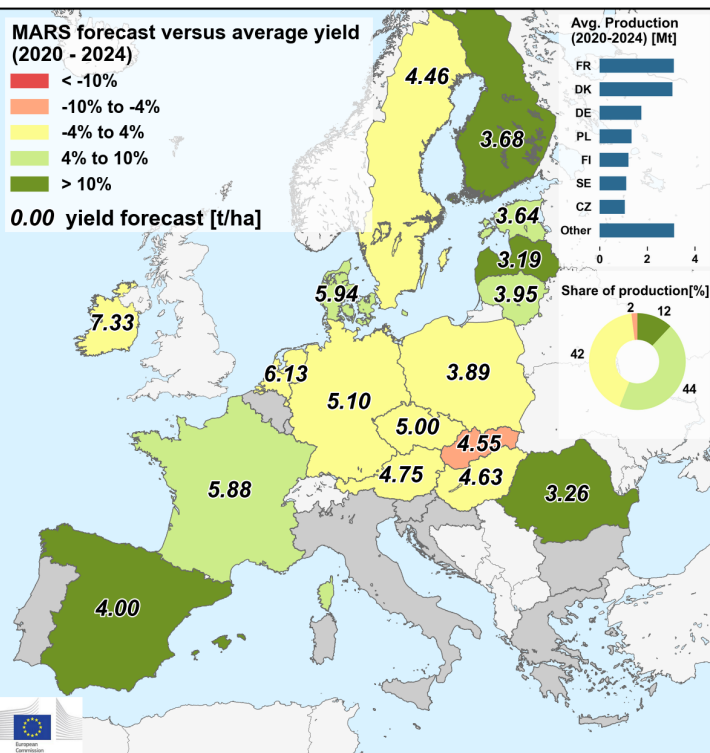 MARS forecast versus average yield
(2020 - 2024)
< -10%
-10% to -4%
-4% to 4%
4% to 10%
> 10%
0.00 yield forecast [t/ha]
Avg. Production
(2020-2024) [Mt]
FR
DK
DE
PL
FI
SE
CZ
Other
0 2 4
Share of production[%]
2 12
42
44
4.46
3.68
3.64
3.19
3.95
5.94
7.33
6.13
5.10
3.89
5.00
4.55
4.75
4.63
5.88
3.26
4.00
European
Commission